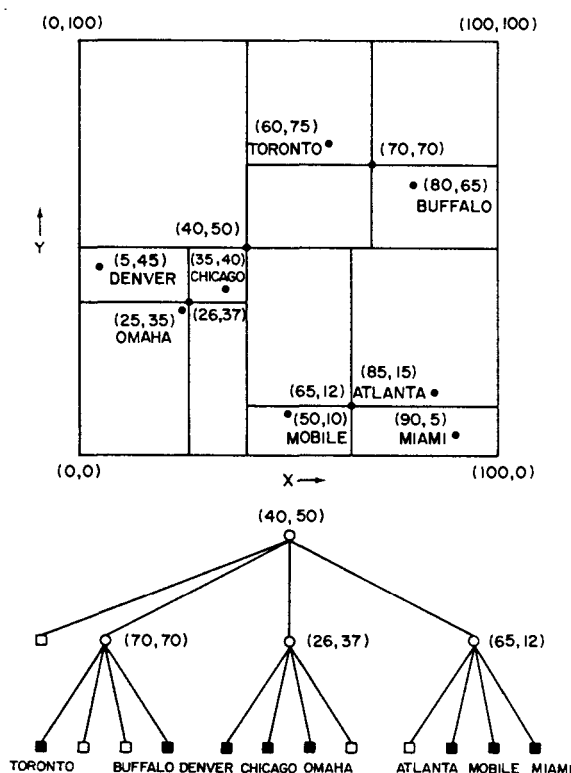 (0,100) (100,100)
(60,75)
TORONTO (70,70)
(80,65)
BUFFALO
Y
(40,50)
(5,45) (35,40)
DENVER CHICAGO
(25,35) (26,37)
OMAHA
(85,15)
(65,12) ATLANTA
(50,10) (90,5)
MOBILE MIAMI
(0,0) X (100,0)
(40,50)
(70,70) (26,37) (65,12)
TORONTO BUFFALO DENVER CHICAGO OMAHA ATLANTA MOBILE MIAMI